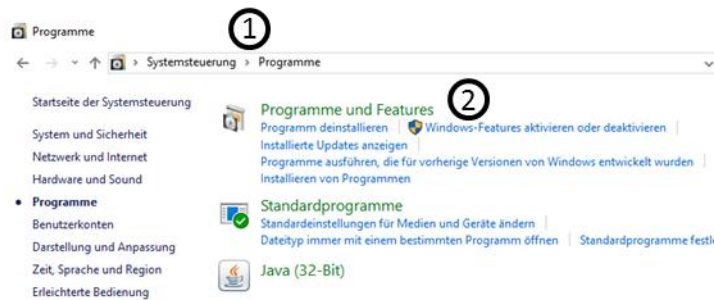 Programme
1
Systemsteuerung > Programme
Startseite der Systemsteuerung
System und Sicherheit
Netzwerk und Internet
Hardware und Sound
Programme
Benutzerkonten
Darstellung und Anpassung
Zeit, Sprache und Region
Erleichterte Bedienung
2
Programme und Features
Programm deinstallieren | Windows-Features aktivieren oder deaktivieren |
Installierte Updates anzeigen |
Programme ausführen, die für vorherige Versionen von Windows entwickelt wurden |
Installieren von Programmen
Standardprogramme
Standardeinstellungen für Medien und Geräte ändern |
Dateityp immer mit einem bestimmten Programm öffnen | Standardprogramme festl
Java (32-Bit)